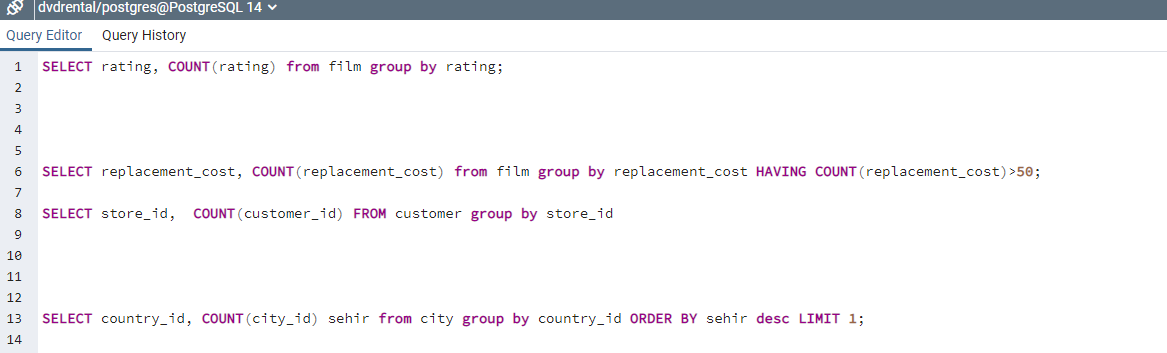 dvdrental/postgres@PostgreSQL 14
Query Editor Query History
1 SELECT rating, COUNT(rating) from film group by rating;
2
3
4
5
6 SELECT replacement_cost, COUNT(replacement_cost) from film group by replacement_cost HAVING COUNT(replacement_cost)>50;
7
8 SELECT store_id,  COUNT(customer_id) FROM customer group by store_id
9
10
11
12
13 SELECT country_id, COUNT(city_id) sehir from city group by country_id ORDER BY sehir desc LIMIT 1;
14